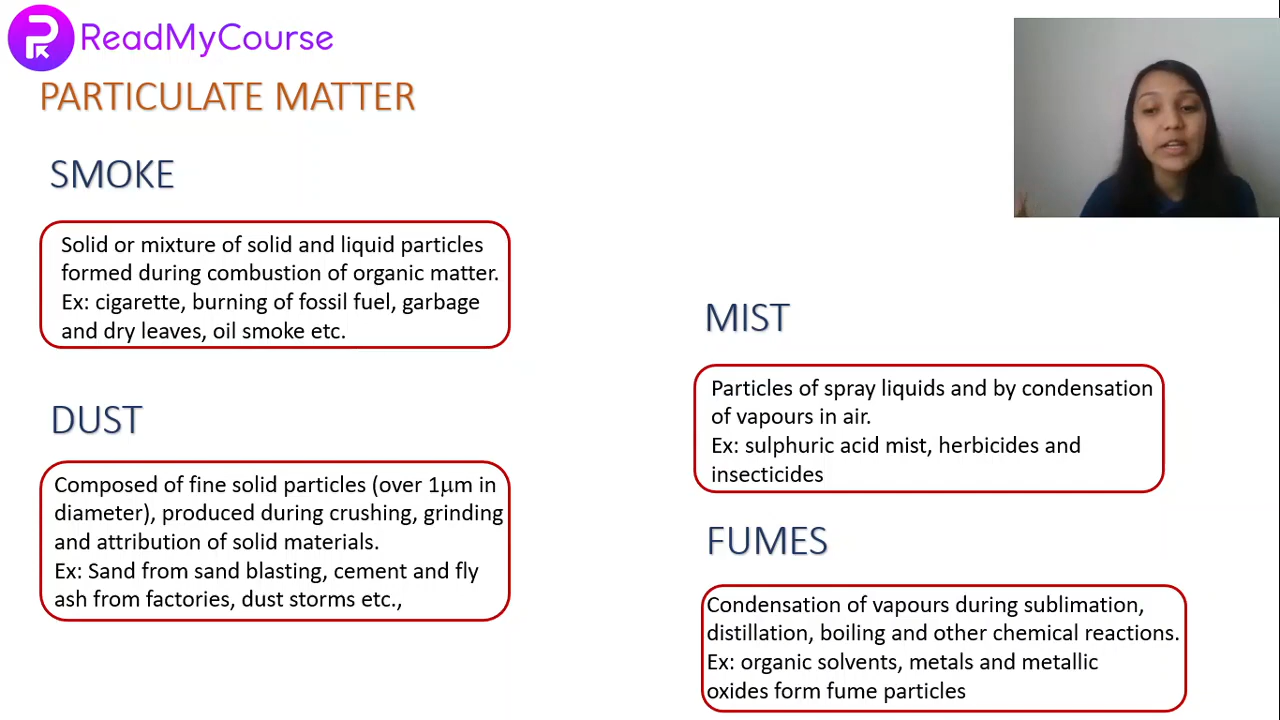 ReadMyCourse
PARTICULATE MATTER
SMOKE
Solid or mixture of solid and liquid particles
formed during combustion of organic matter.
Ex: cigarette, burning of fossil fuel, garbage
and dry leaves, oil smoke etc.
DUST
Composed of fine solid particles (over 1μm in
diameter), produced during crushing, grinding
and attribution of solid materials.
Ex: Sand from sand blasting, cement and fly
ash from factories, dust storms etc.,
MIST
Particles of spray liquids and by condensation
of vapours in air.
Ex: sulphuric acid mist, herbicides and
insecticides
FUMES
Condensation of vapours during sublimation,
distillation, boiling and other chemical reactions.
Ex: organic solvents, metals and metallic
oxides form fume particles